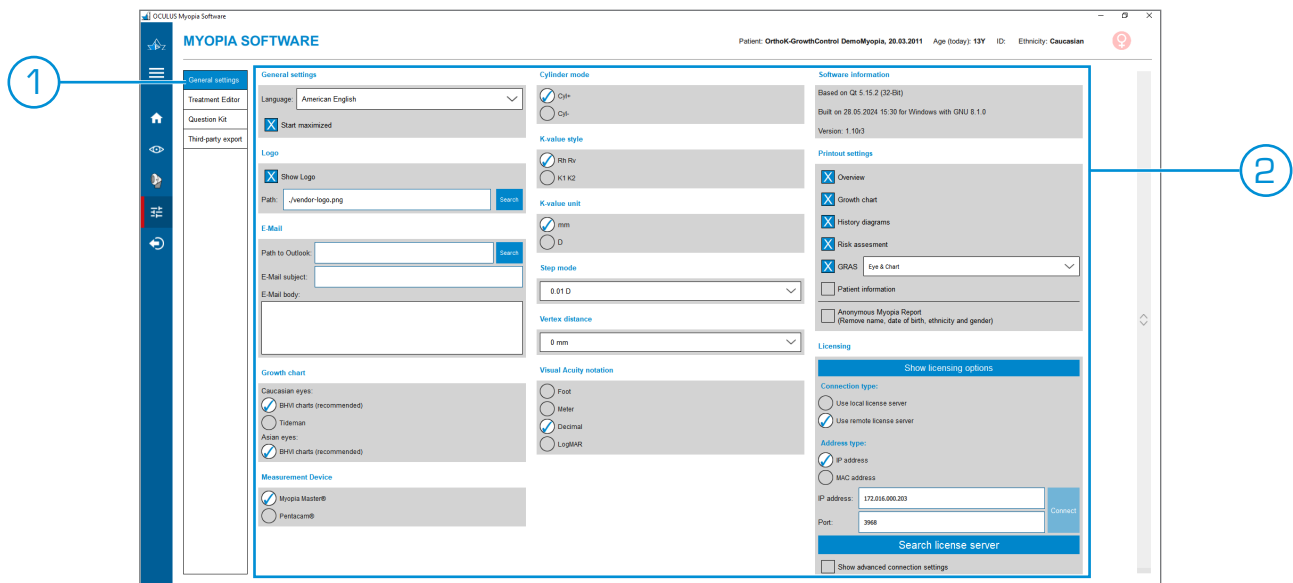 OCULUS Myopia Software
MYOPIA SOFTWARE
Patient: OrthoK-GrowthControl DemoMyopia, 20.03.2011 Age (today): 13Y ID: Ethnicity: Caucasian
1
2
General settings
Treatment Editor
Question Kit
Third-party export
General settings
Language: American English
X Start maximized
Logo
X Show Logo
Path: ./vendor-logo.png Search
E-Mail
Path to Outlook: Search
E-Mail subject:
E-Mail body:
Growth chart
Caucasian eyes:
BHVI charts (recommended)
Tideman
Asian eyes:
BHVI charts (recommended)
Measurement Device
Myopia Master®
Pentacam®
Cylinder mode
Cyl+
Cyl-
K-value style
Rh Rv
K1 K2
K-value unit
mm
D
Step mode
0.01 D
Vertex distance
0 mm
Visual Acuity notation
Foot
Meter
Decimal
LogMAR
Software information
Based on Qt 5.15.2 (32-Bit)
Built on 28.05.2024 15:30 for Windows with GNU 8.1.0
Version: 1.10r3
Printout settings
X Overview
X Growth chart
X History diagrams
X Risk assesment
X GRAS Eye & Chart
Patient information
Anonymous Myopia Report
(Remove name, date of birth, ethnicity and gender)
Licensing
Show licensing options
Connection type:
Use local license server
Use remote license server
Address type:
IP address
MAC address
IP address: 172.016.000.203
Connect
Port: 3968
Search license server
Show advanced connection settings